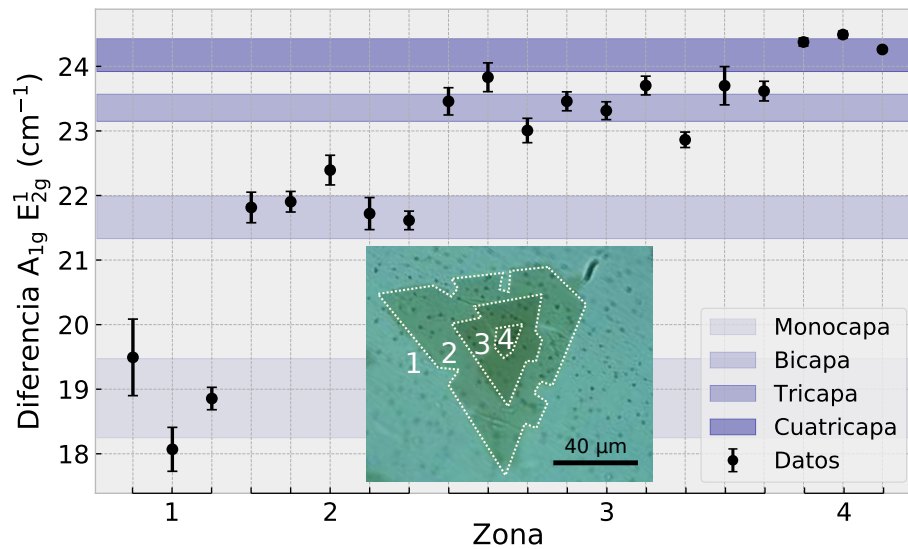 Diferencia A₁g E¹₂g (cm⁻¹)
24
23
22
21
20
19
18
1 2 3 4
40 µm
Monocapa
Bicapa
Tricapa
Cuatricapa
Datos
1 2 3 4
Zona